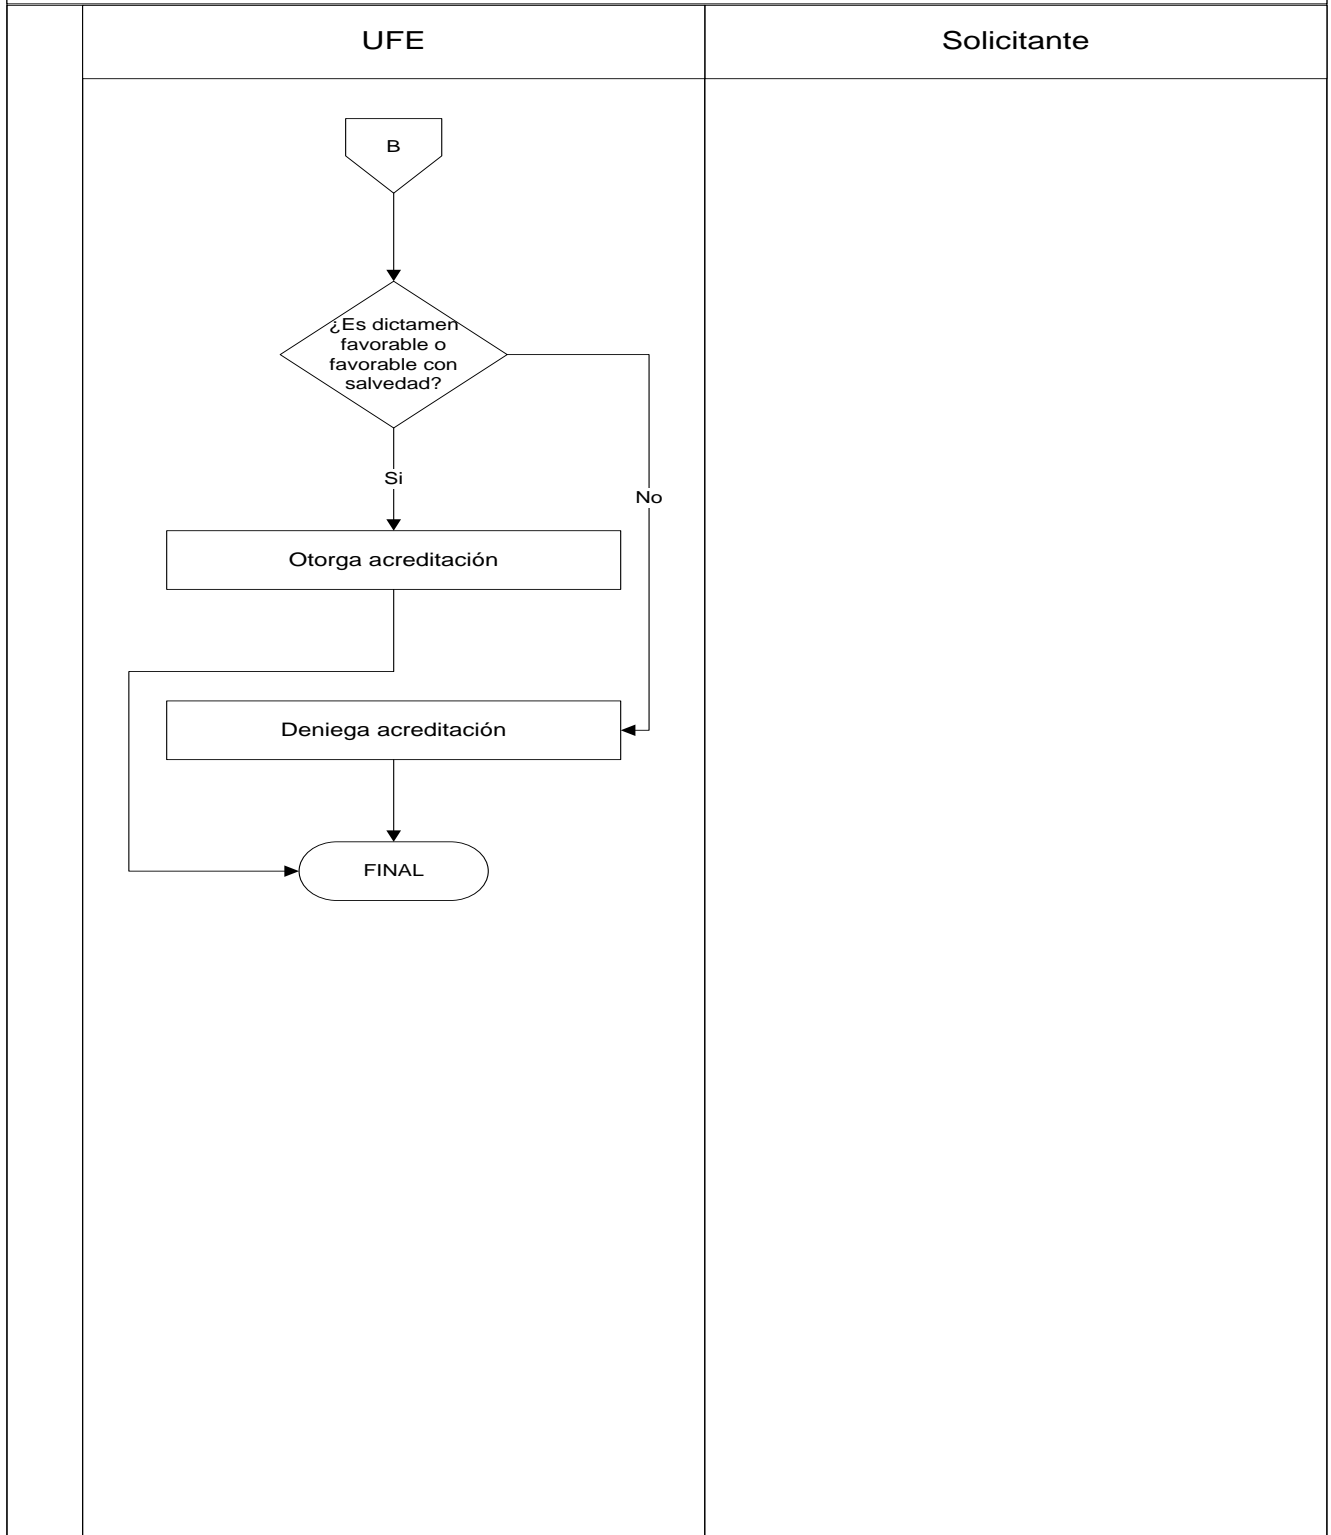 UFE
Solicitante
B
¿Es dictamen
favorable o
favorable con
salvedad?
Si
No
Otorga acreditación
Deniega acreditación
FINAL